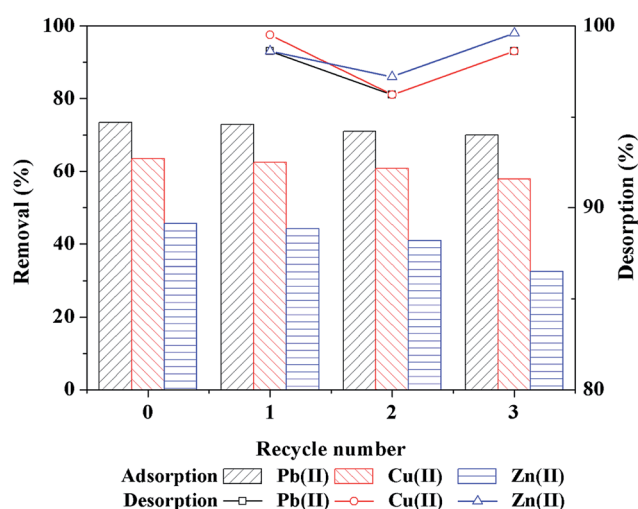 100
80
60
40
20
0
Removal (%)
100
90
80
Desorption (%)
0 1 2 3
Recycle number
Adsorption Pb(II) Cu(II) Zn(II)
Desorption Pb(II) Cu(II) Zn(II)